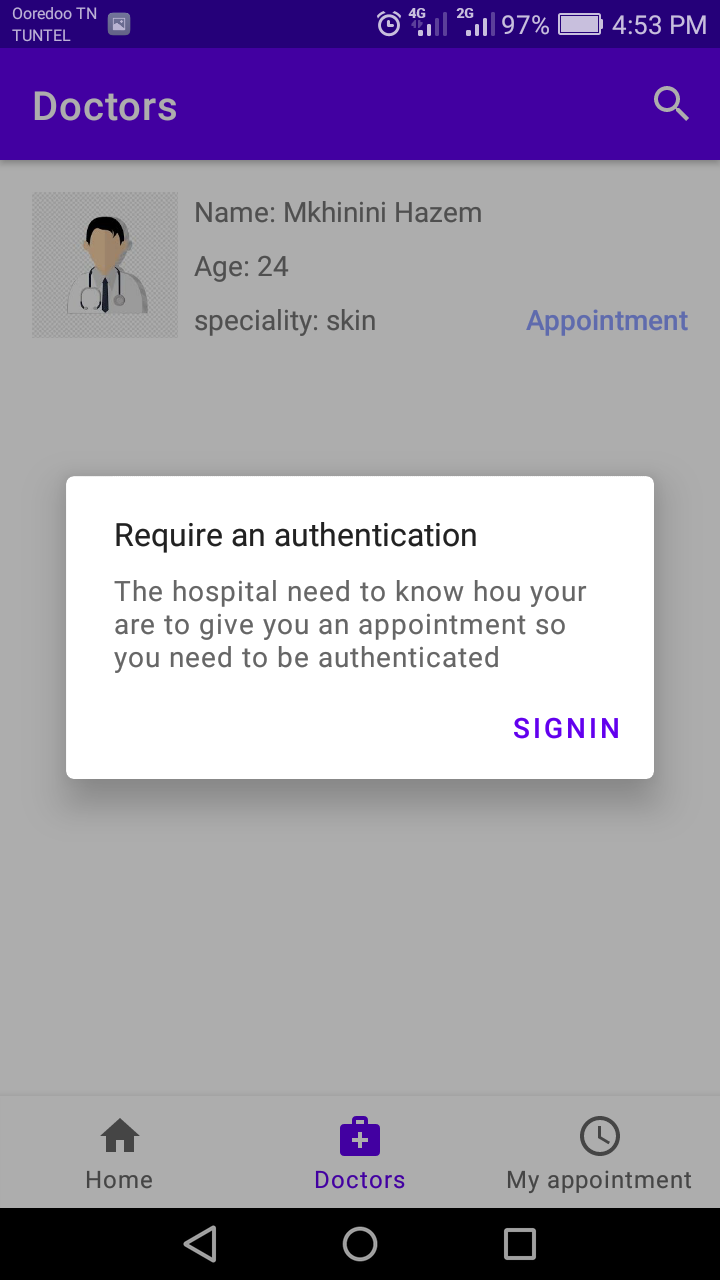 Ooredoo TN
TUNTEL
4G 2G 97% 4:53 PM
Doctors
Name: Mkhinini Hazem
Age: 24
speciality: skin
Appointment
Require an authentication
The hospital need to know hou your
are to give you an appointment so
you need to be authenticated
SIGNIN
Home
Doctors
My appointment